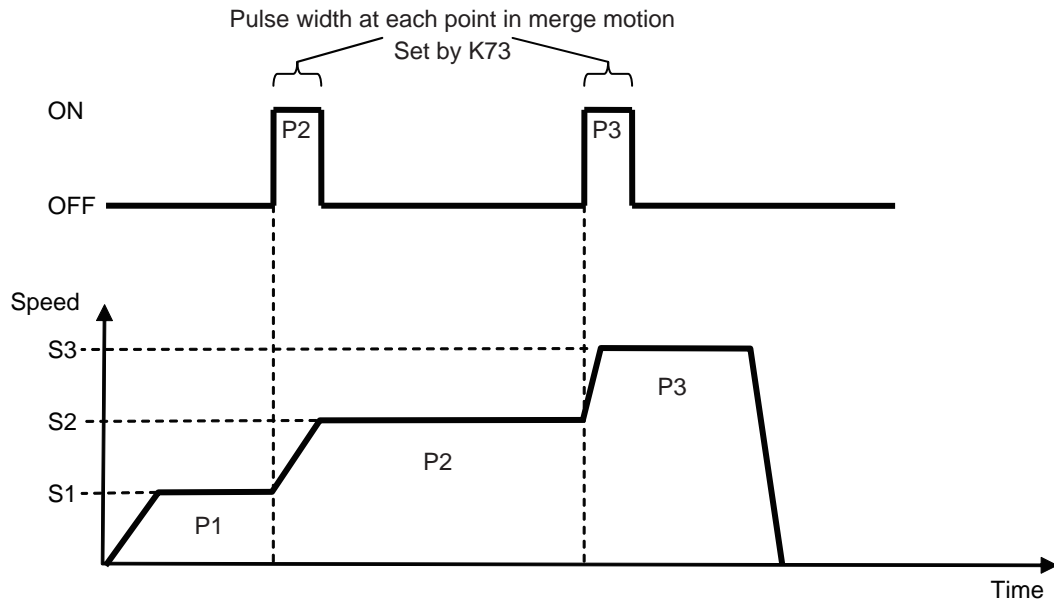 Pulse width at each point in merge motion
Set by K73
ON
P2
P3
OFF
Speed
S3
P3
S2
P2
S1
P1
Time